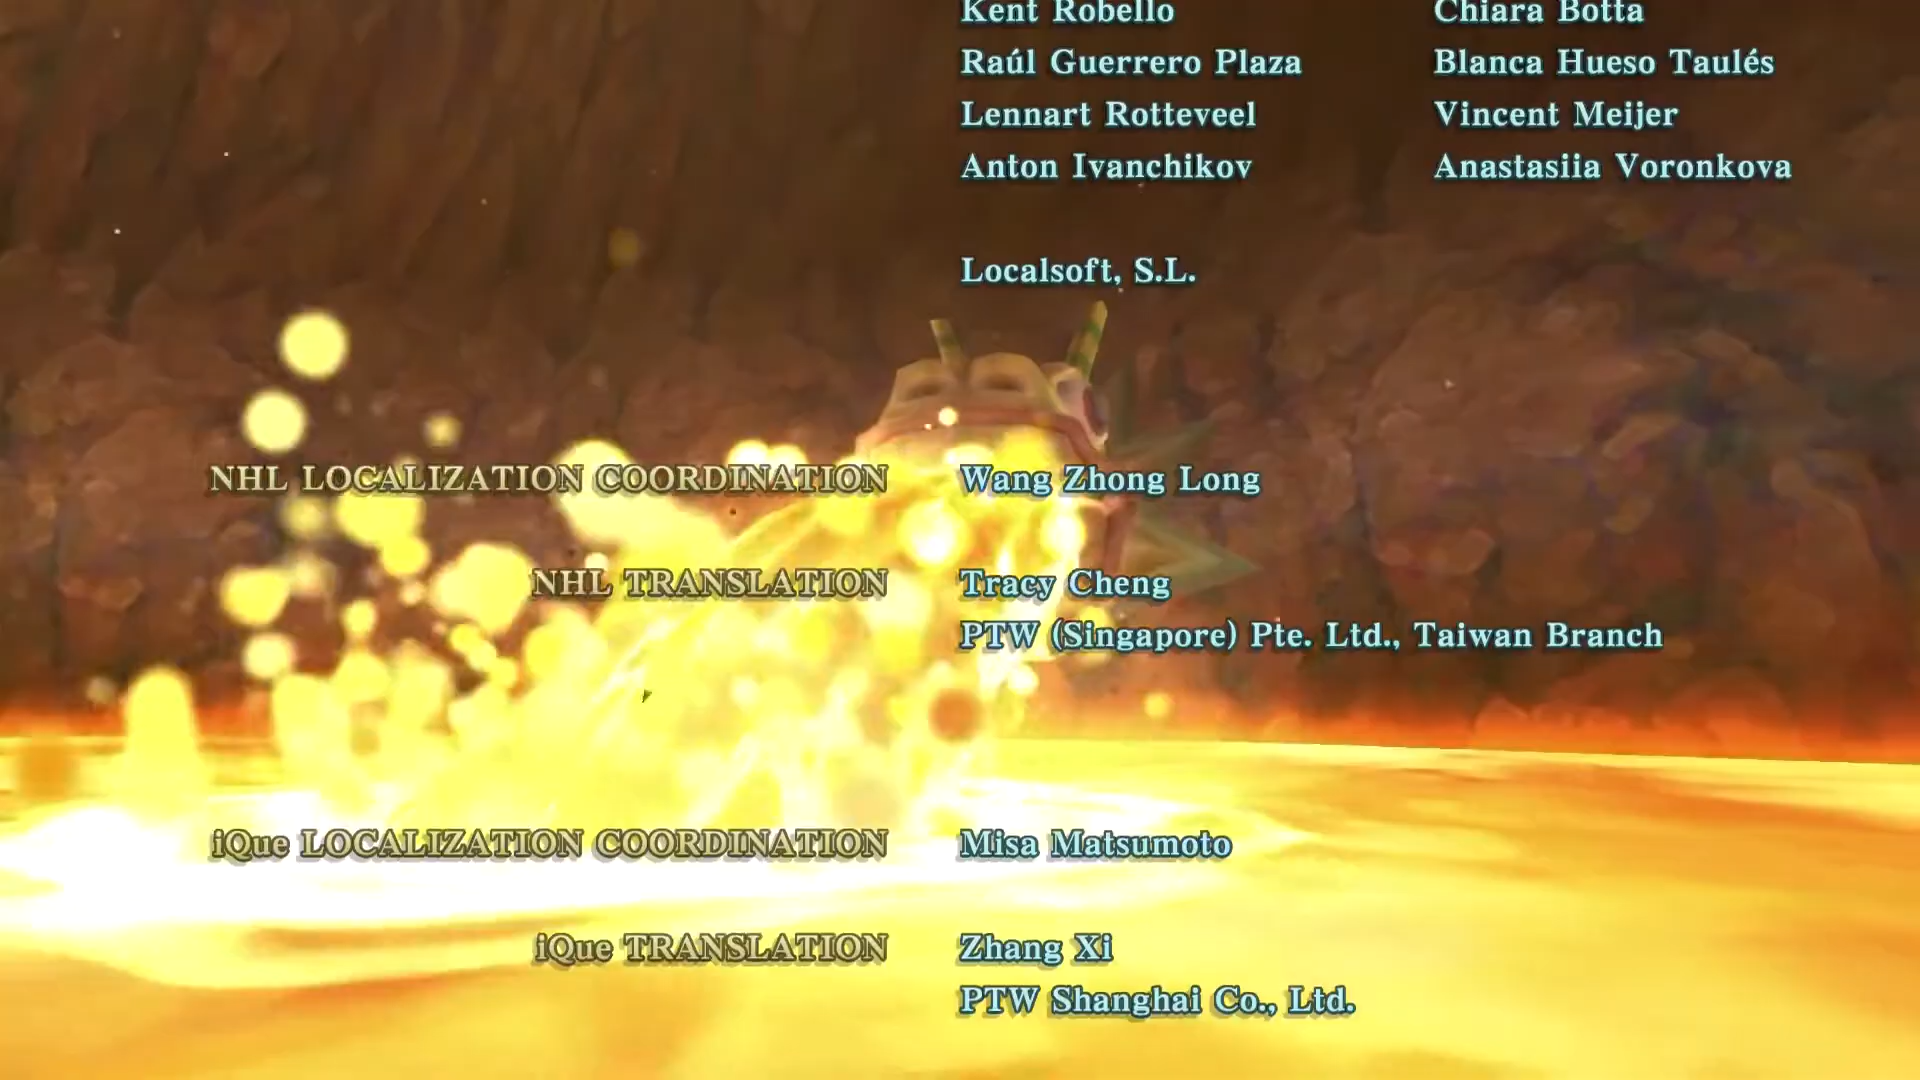 Kent Robello Chiara Botta
Raúl Guerrero Plaza Blanca Hueso Taulés
Lennart Rotteveel Vincent Meijer
Anton Ivanchikov Anastasiia Voronkova
Localsoft, S.L.
NHL LOCALIZATION COORDINATION Wang Zhong Long
NHL TRANSLATION Tracy Cheng
PTW (Singapore) Pte. Ltd., Taiwan Branch
iQue LOCALIZATION COORDINATION Misa Matsumoto
iQue TRANSLATION Zhang Xi
PTW Shanghai Co., Ltd.